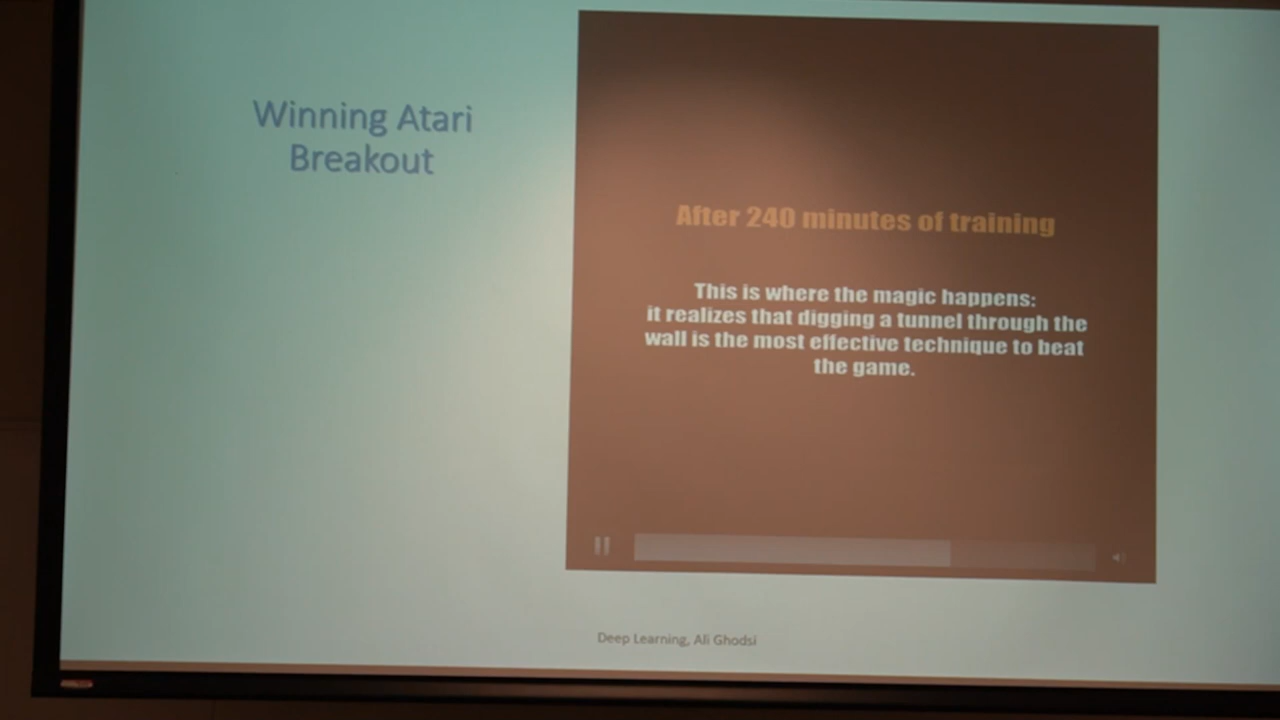 Winning Atari
Breakout
After 240 minutes of training
This is where the magic happens:
it realizes that digging a tunnel through the
wall is the most effective technique to beat
the game.
Deep Learning, Ali Ghodsi